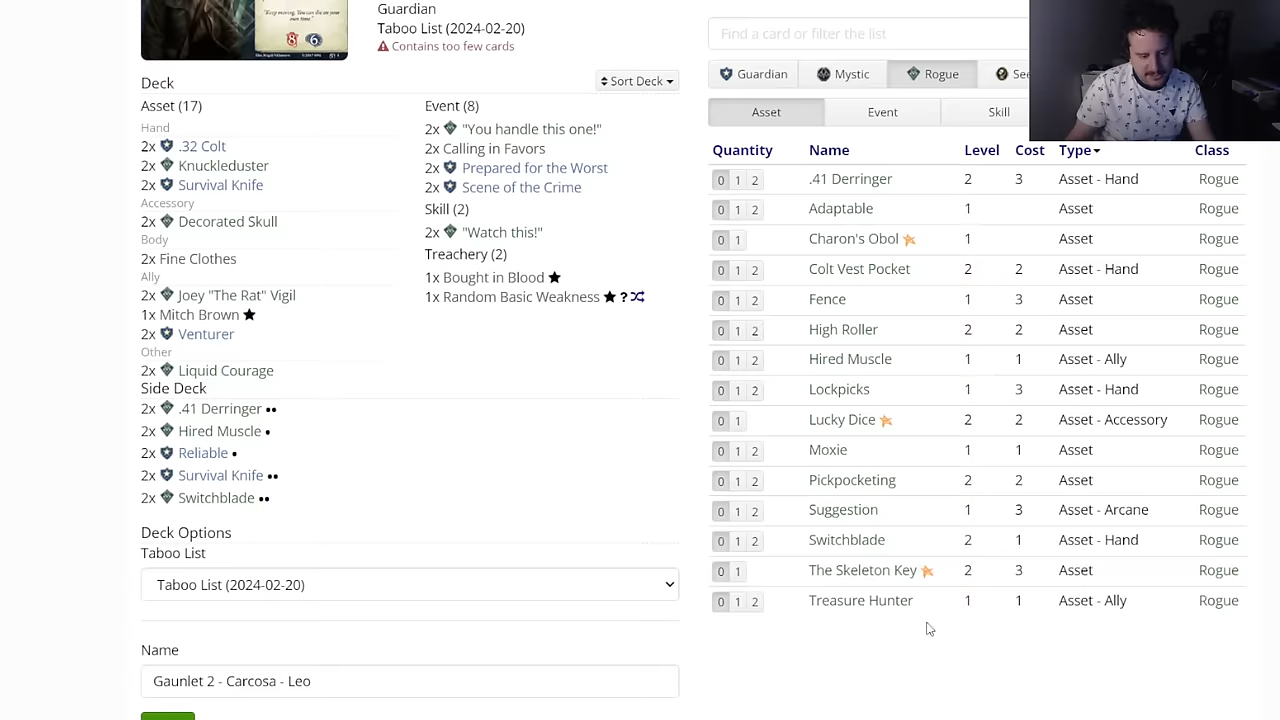 "Keep moving. You can die on your
own time."
8 6
Guardian
Taboo List (2024-02-20)
Contains too few cards
Deck
Sort Deck
Asset (17)
Hand
2x .32 Colt
2x Knuckleduster
2x Survival Knife
Accessory
2x Decorated Skull
Body
2x Fine Clothes
Ally
2x Joey "The Rat" Vigil
1x Mitch Brown
2x Venturer
Other
2x Liquid Courage
Event (8)
2x "You handle this one!"
2x Calling in Favors
2x Prepared for the Worst
2x Scene of the Crime
Skill (2)
2x "Watch this!"
Treachery (2)
1x Bought in Blood
1x Random Basic Weakness ?
Side Deck
2x .41 Derringer ••
2x Hired Muscle •
2x Reliable •
2x Survival Knife ••
2x Switchblade ••
Deck Options
Taboo List
Taboo List (2024-02-20)
Name
Gaunlet 2 - Carcosa - Leo
Find a card or filter the list
Guardian Mystic Rogue See
Asset Event Skill
Quantity Name Level Cost Type Class
0 1 2 .41 Derringer 2 3 Asset - Hand Rogue
0 1 2 Adaptable 1 Asset Rogue
0 1 Charon's Obol 1 Asset Rogue
0 1 2 Colt Vest Pocket 2 2 Asset - Hand Rogue
0 1 2 Fence 1 3 Asset Rogue
0 1 2 High Roller 2 2 Asset Rogue
0 1 2 Hired Muscle 1 1 Asset - Ally Rogue
0 1 2 Lockpicks 1 3 Asset - Hand Rogue
0 1 Lucky Dice 2 2 Asset - Accessory Rogue
0 1 2 Moxie 1 1 Asset Rogue
0 1 2 Pickpocketing 2 2 Asset Rogue
0 1 2 Suggestion 1 3 Asset - Arcane Rogue
0 1 2 Switchblade 2 1 Asset - Hand Rogue
0 1 The Skeleton Key 2 3 Asset Rogue
0 1 2 Treasure Hunter 1 1 Asset - Ally Rogue